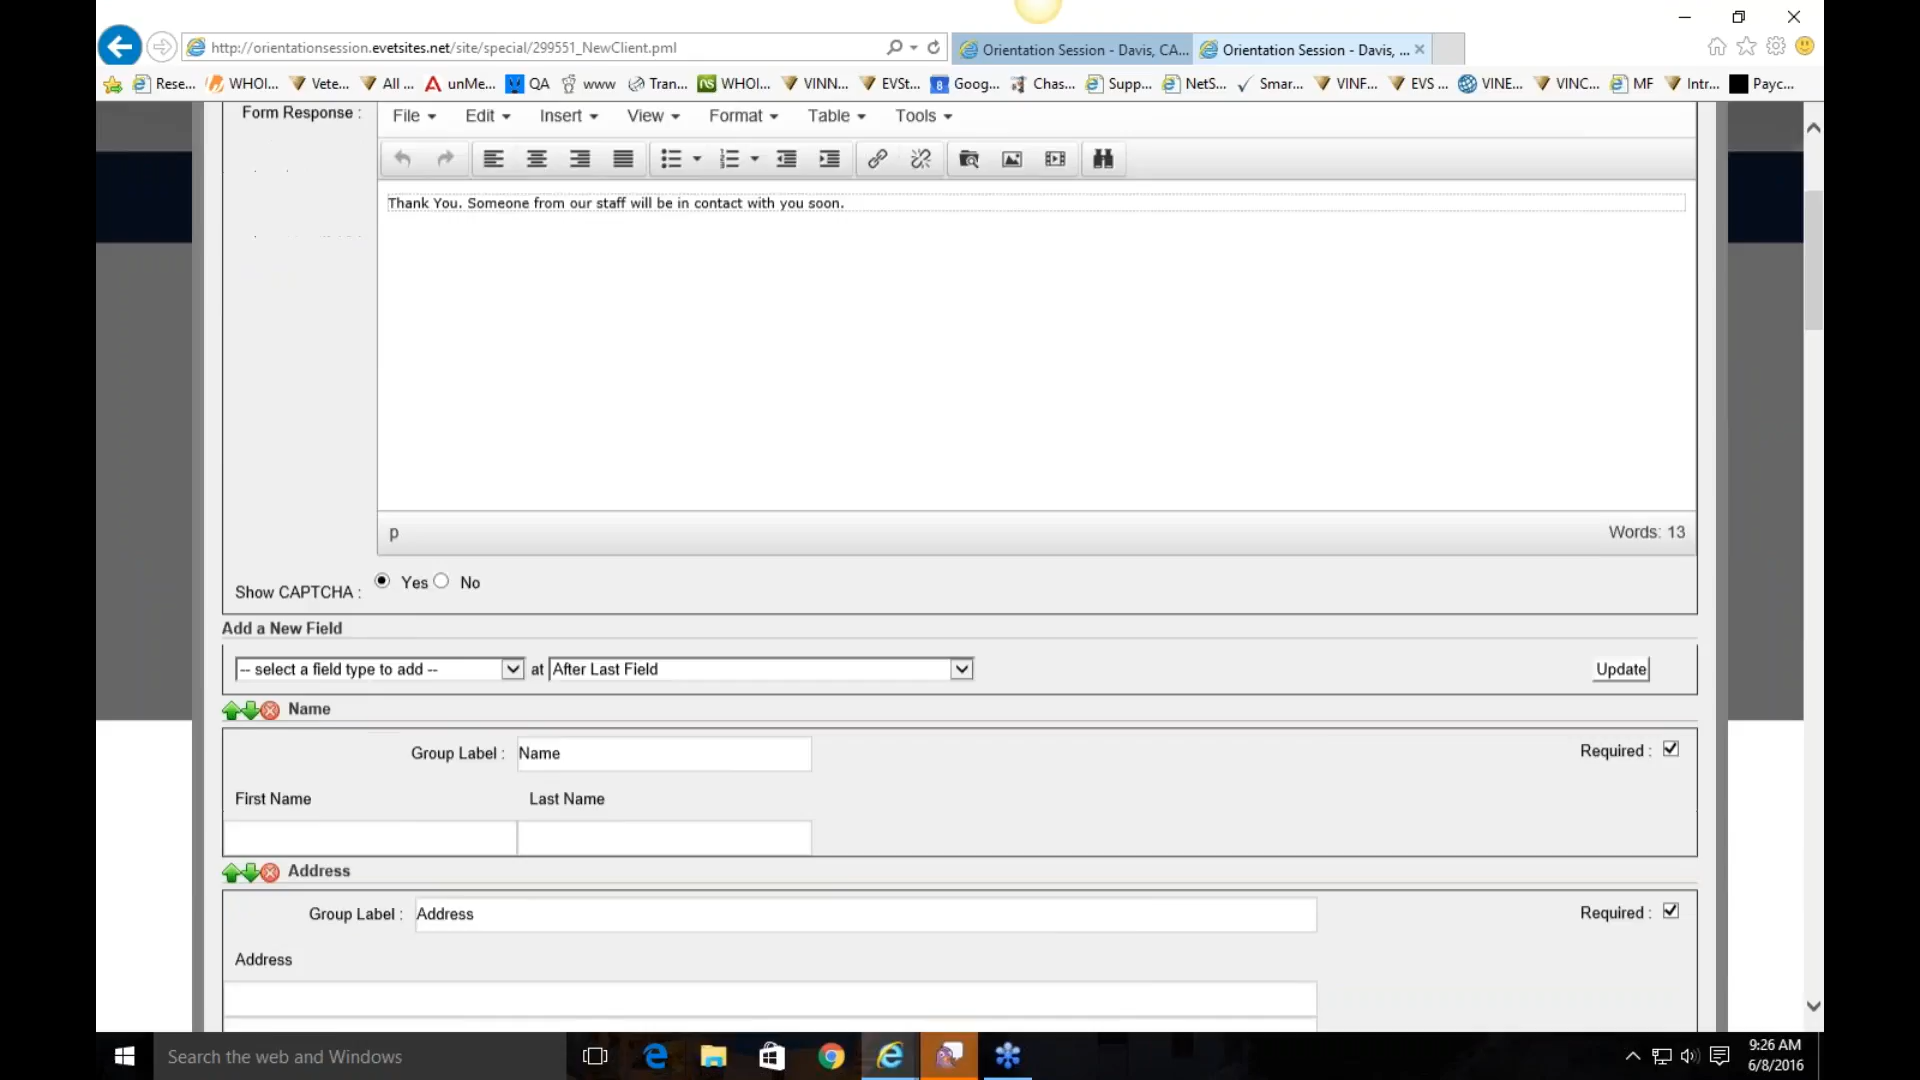 http://orientationsession.evetsites.net/site/special/299551_NewClient.pml
Orientation Session - Davis, CA...
Orientation Session - Davis, ...
Rese...
WHOI...
Vete...
All ...
unMe...
QA
www
Tran...
WHOI...
VINN...
EVSt...
Goog...
Chas...
Supp...
NetS...
Smar...
VINF...
EVS ...
VINE...
VINC...
MF
Intr...
Payc...
Form Response :
File
Edit
Insert
View
Format
Table
Tools
Thank You. Someone from our staff will be in contact with you soon.
p
Words: 13
Show CAPTCHA :
Yes
No
Add a New Field
-- select a field type to add --
at
After Last Field
Update
Name
Group Label :
Name
Required :
First Name
Last Name
Address
Group Label :
Address
Required :
Address
Search the web and Windows
9:26 AM
6/8/2016